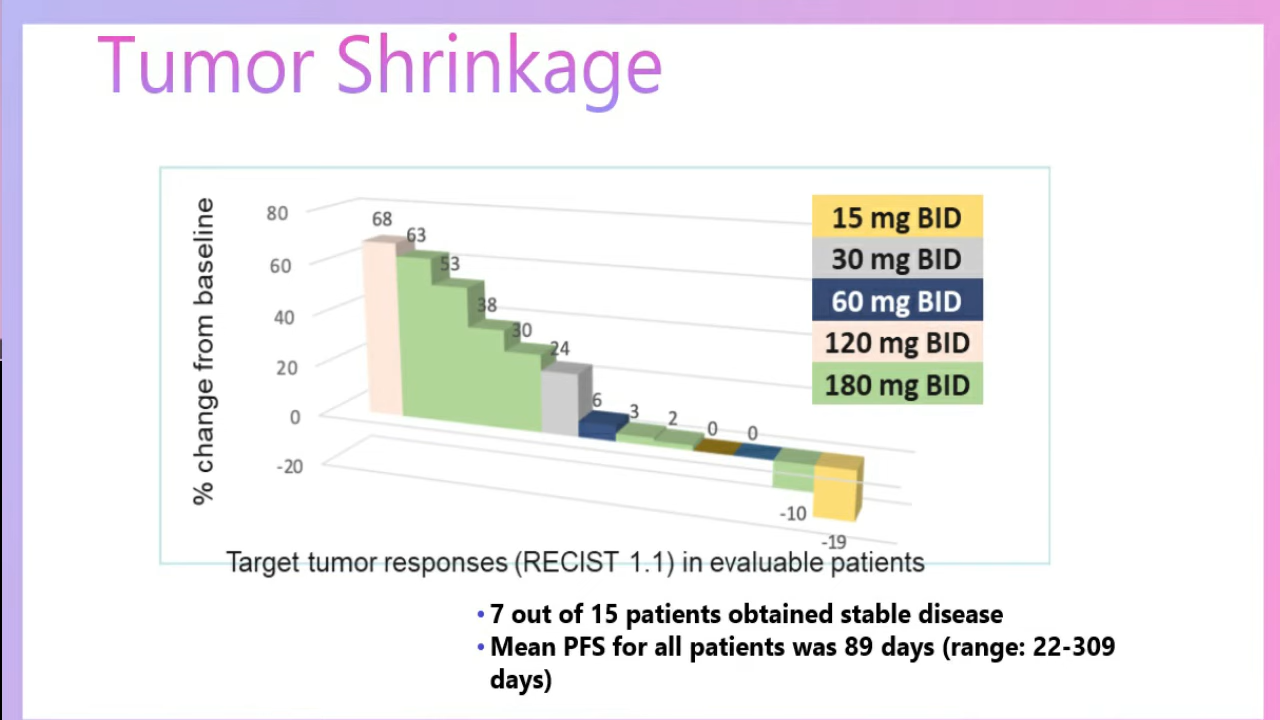 Tumor Shrinkage
% change from baseline
80
60
40
20
0
-20
68
63
53
38
30
24
6
3
2
0
0
-10
-19
15 mg BID
30 mg BID
60 mg BID
120 mg BID
180 mg BID
Target tumor responses (RECIST 1.1) in evaluable patients
• 7 out of 15 patients obtained stable disease
• Mean PFS for all patients was 89 days (range: 22-309
days)